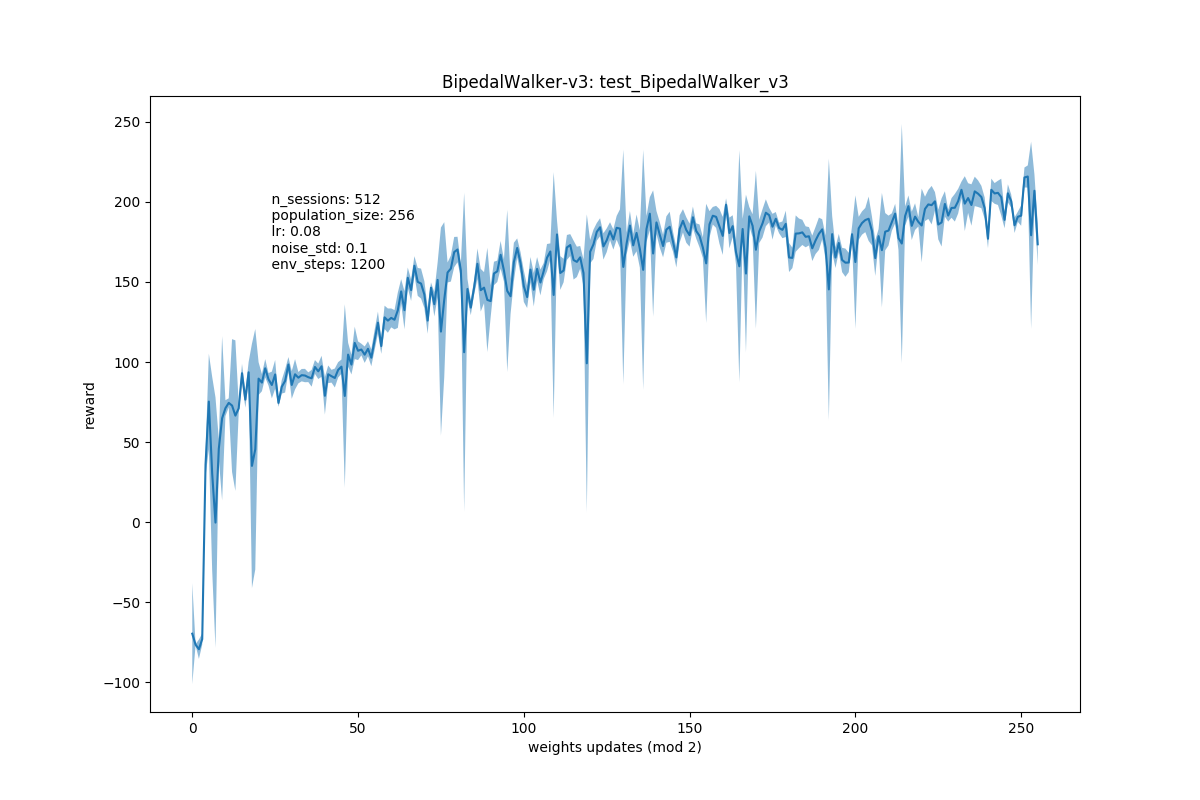 BipedalWalker-v3: test_BipedalWalker_v3
250
200
150
100
50
0
−50
−100
reward
n_sessions: 512
population_size: 256
lr: 0.08
noise_std: 0.1
env_steps: 1200
0 50 100 150 200 250
weights updates (mod 2)